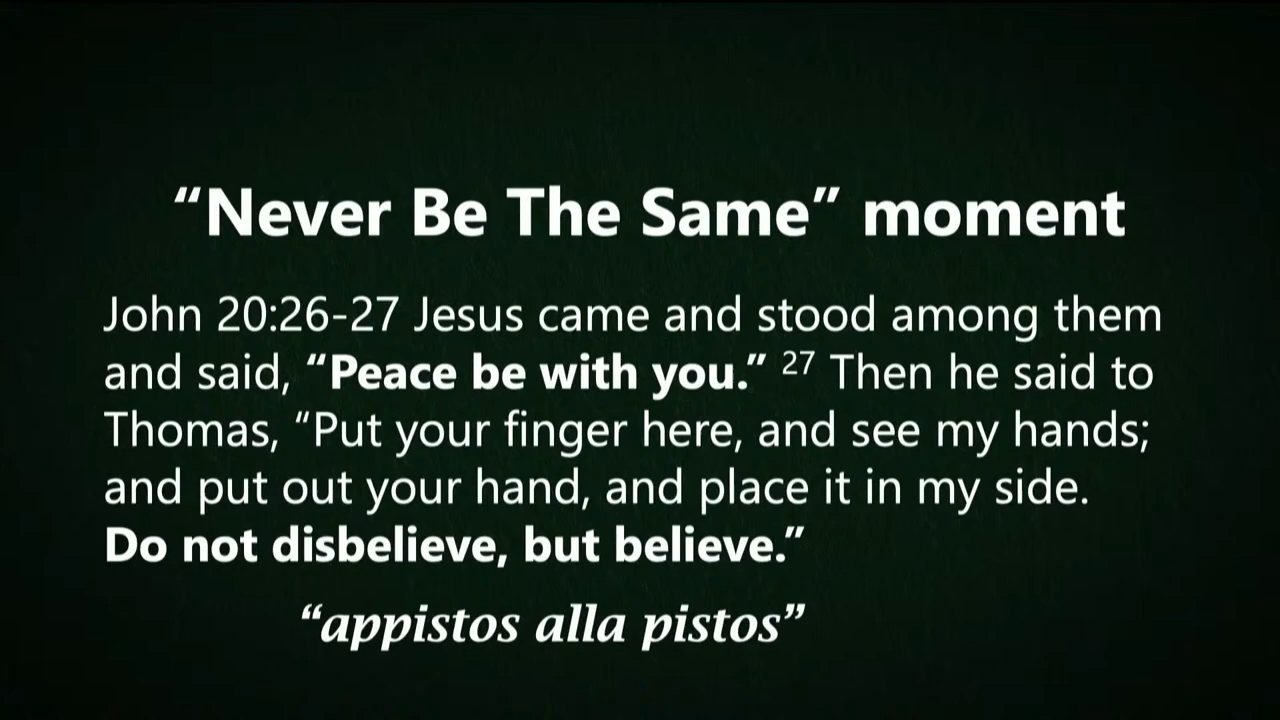 “Never Be The Same” moment
John 20:26-27 Jesus came and stood among them
and said, “Peace be with you.” 27 Then he said to
Thomas, “Put your finger here, and see my hands;
and put out your hand, and place it in my side.
Do not disbelieve, but believe.”
“appistos alla pistos”